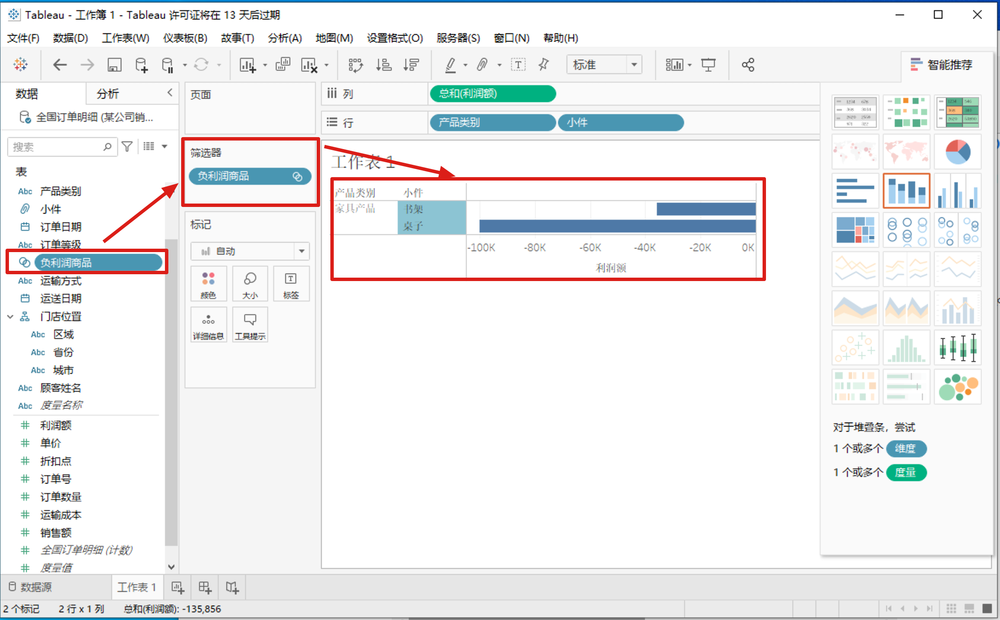 Tableau - 工作簿 1 - Tableau 许可证将在 13 天后过期
文件(F) 数据(D) 工作表(W) 仪表板(B) 故事(T) 分析(A) 地图(M) 设置格式(O) 服务器(S) 窗口(N) 帮助(H)
标准
智能推荐
数据 分析
全国订单明细 (某公司销...
搜索
表
Abc 产品类别
小件
订单日期
Abc 订单等级
负利润商品
Abc 运输方式
运送日期
门店位置
Abc 区域
Abc 省份
Abc 城市
Abc 顾客姓名
Abc 度量名称
利润额
单价
折扣点
订单号
订单数量
运输成本
销售额
全国订单明细 (计数)
度量值
页面
筛选器
负利润商品
标记
自动
颜色 大小 标签
详细信息 工具提示
列 总和(利润额)
行 产品类别 小件
工作表 1
产品类别 小件
家具产品 书架
桌子
-100K -80K -60K -40K -20K 0K
利润额
对于堆叠条，尝试
1 个或多个 维度
1 个或多个 度量
数据源 工作表 1
2 个标记 2 行 x 1 列 总和(利润额): -135,856